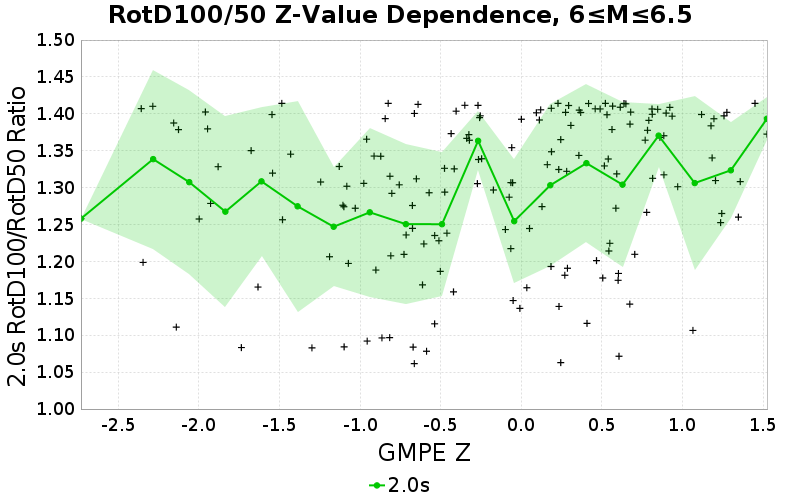 RotD100/50 Z-Value Dependence, 6≤M≤6.5
2.0s RotD100/RotD50 Ratio
1.50
1.45
1.40
1.35
1.30
1.25
1.20
1.15
1.10
1.05
1.00
-2.5 -2.0 -1.5 -1.0 -0.5 0.0 0.5 1.0 1.5
GMPE Z
2.0s